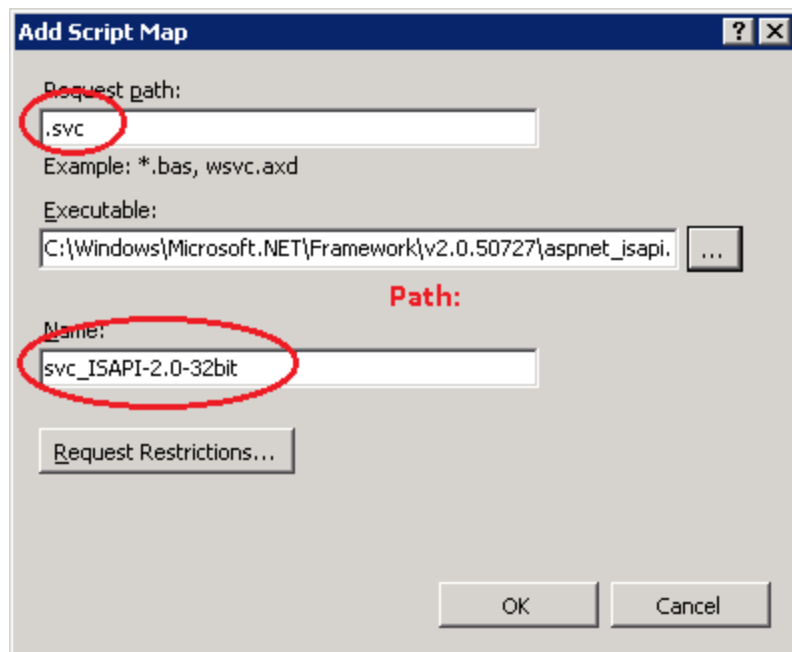 Add Script Map
Request path:
.svc
Example: *.bas, wsvc.axd
Executable:
C:\Windows\Microsoft.NET\Framework\v2.0.50727\aspnet_isapi.
...
Path:
Name:
svc_ISAPI-2.0-32bit
Request Restrictions...
OK Cancel